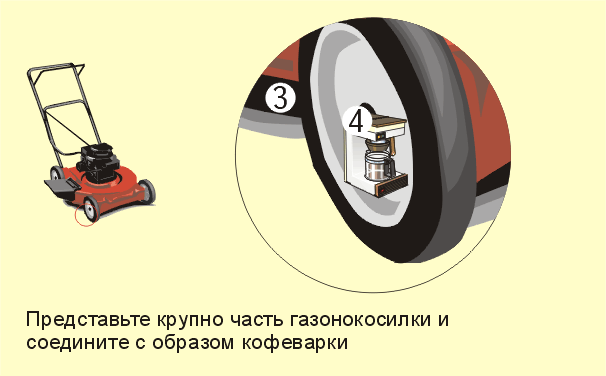 3
4
Представьте крупно часть газонокосилки и
соедините с образом кофеварки